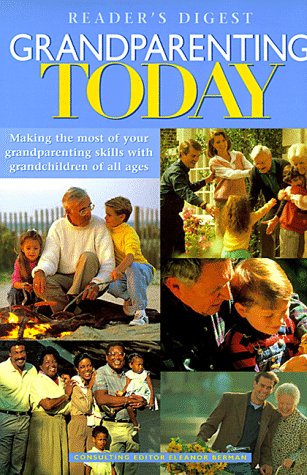 READER'S DIGEST
GRANDPARENTING
TODAY
Making the most of your
grandparenting skills with
grandchildren of all ages
CONSULTING EDITOR ELEANOR BERMAN